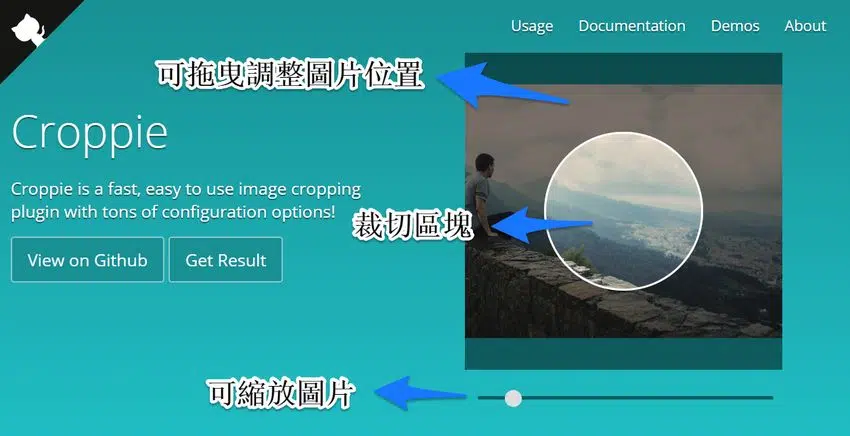 Usage Documentation Demos About
可拖曳調整圖片位置
Croppie
Croppie is a fast, easy to use image cropping
plugin with tons of configuration options!
裁切區塊
View on Github Get Result
可縮放圖片